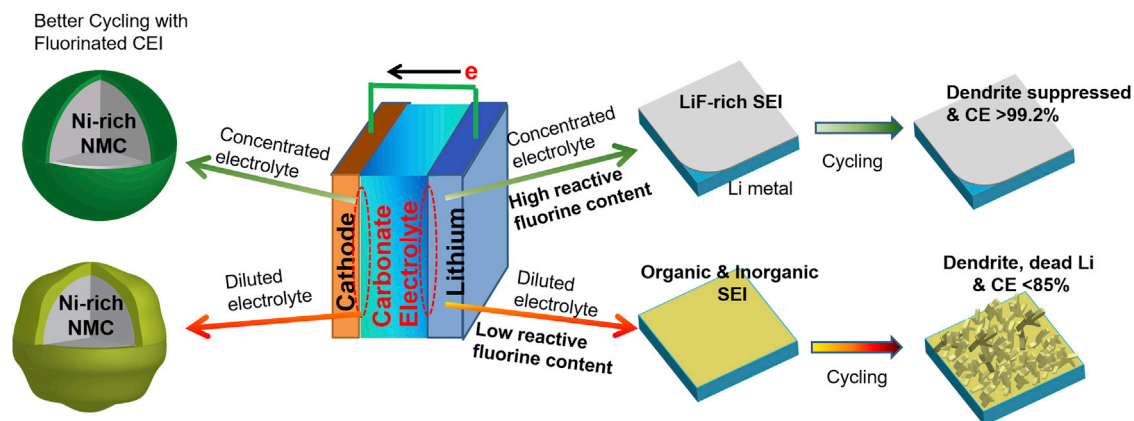 Better Cycling with
Fluorinated CEI
Ni-rich
NMC
Concentrated
electrolyte
e
Concentrated
electrolyte
High reactive
fluorine content
LiF-rich SEI
Li metal
Cycling
Dendrite suppressed
& CE >99.2%
Cathode
Carbonate
Electrolyte
Lithium
Ni-rich
NMC
Diluted
electrolyte
Diluted
electrolyte
Low reactive
fluorine content
Organic & Inorganic
SEI
Cycling
Dendrite, dead Li
& CE <85%